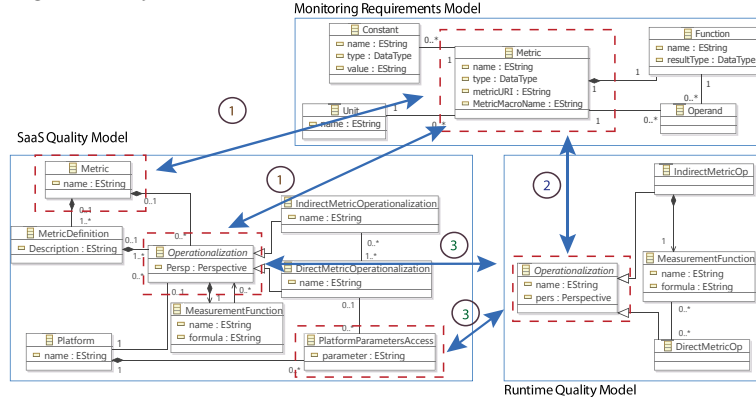 Monitoring Requirements Model
Constant
name : EString
type : DataType
value : EString
0..*
1
Metric
name : EString
type : DataType
metricURI : EString
MetricMacroName : EString
1
1
Function
name : EString
resultType : DataType
1
0..*
Operand
0..*
1
Unit
name : EString
1
0..*
1
SaaS Quality Model
Metric
name : EString
0..1
0..1
1..*
MetricDefinition
Description : EString
0..1
1..*
0..1
0..
Operationalization
Persp : Perspective
1
IndirectMetricOperationalization
name : EString
0..*
1..*
DirectMetricOperationalization
name : EString
0..1
0..1
1
0..*
MeasurementFunction
name : EString
formula : EString
0..
PlatformParametersAccess
parameter : EString
Platform
name : EString
1
1
0..*
2
3
3
IndirectMetricOp
1
MeasurementFunction
name : EString
formula : EString
0..*
0..*
DirectMetricOp
Operationalization
name : EString
pers : Perspective
Runtime Quality Model